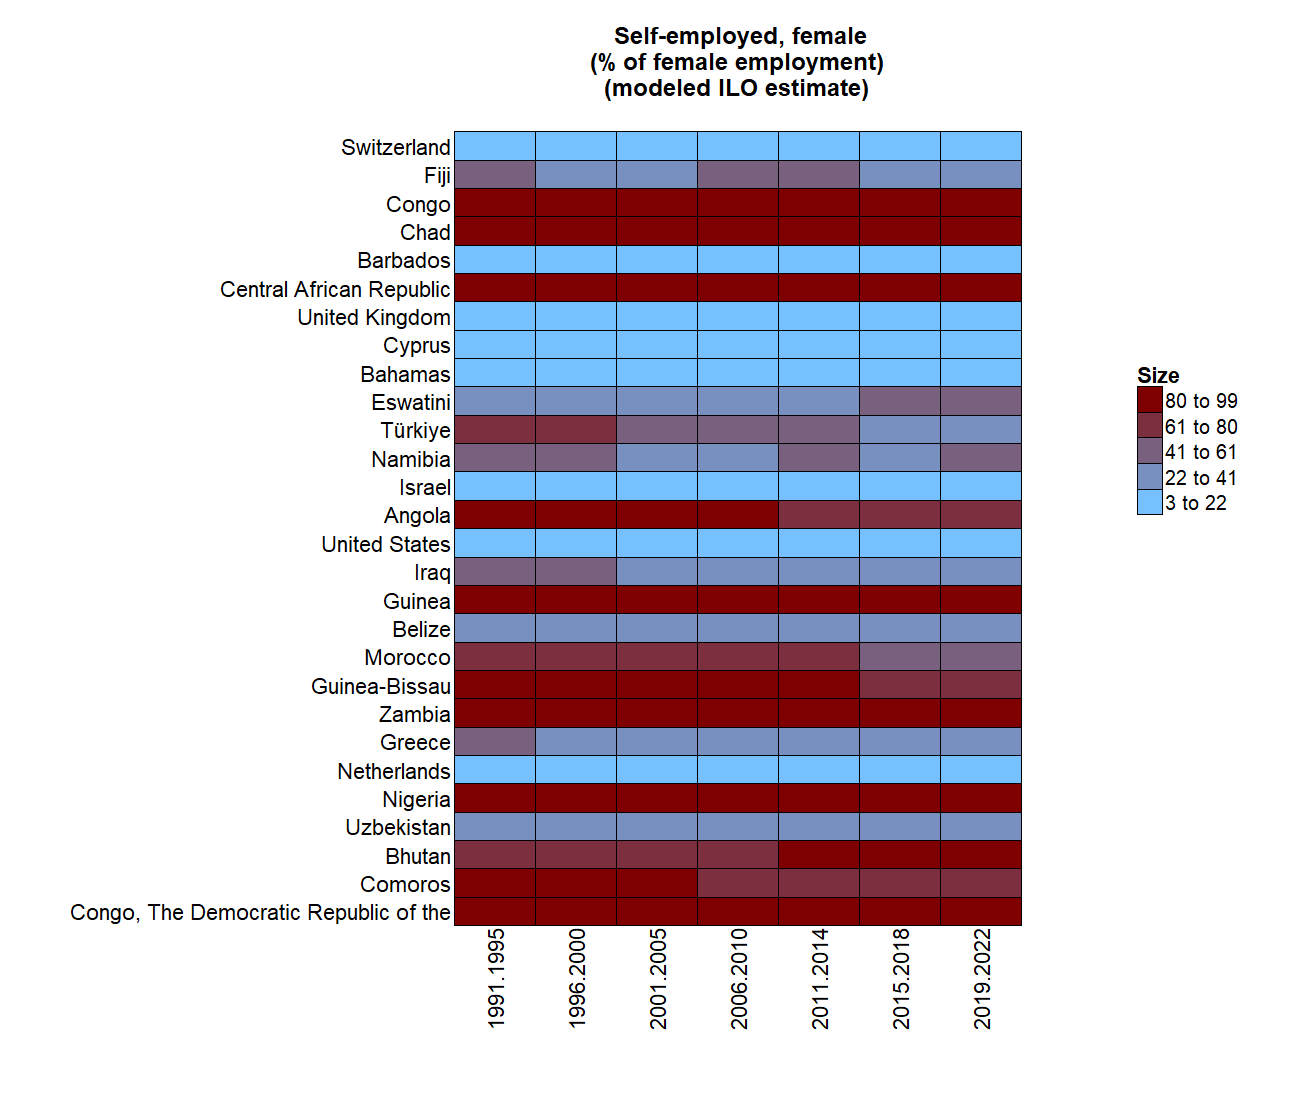 Self-employed, female
(% of female employment)
(modeled ILO estimate)
Switzerland
Fiji
Congo
Chad
Barbados
Central African Republic
United Kingdom
Cyprus
Bahamas
Eswatini
Türkiye
Namibia
Israel
Angola
United States
Iraq
Guinea
Belize
Morocco
Guinea-Bissau
Zambia
Greece
Netherlands
Nigeria
Uzbekistan
Bhutan
Comoros
Congo, The Democratic Republic of the
1991.1995
1996.2000
2001.2005
2006.2010
2011.2014
2015.2018
2019.2022
Size
80 to 99
61 to 80
41 to 61
22 to 41
3 to 22